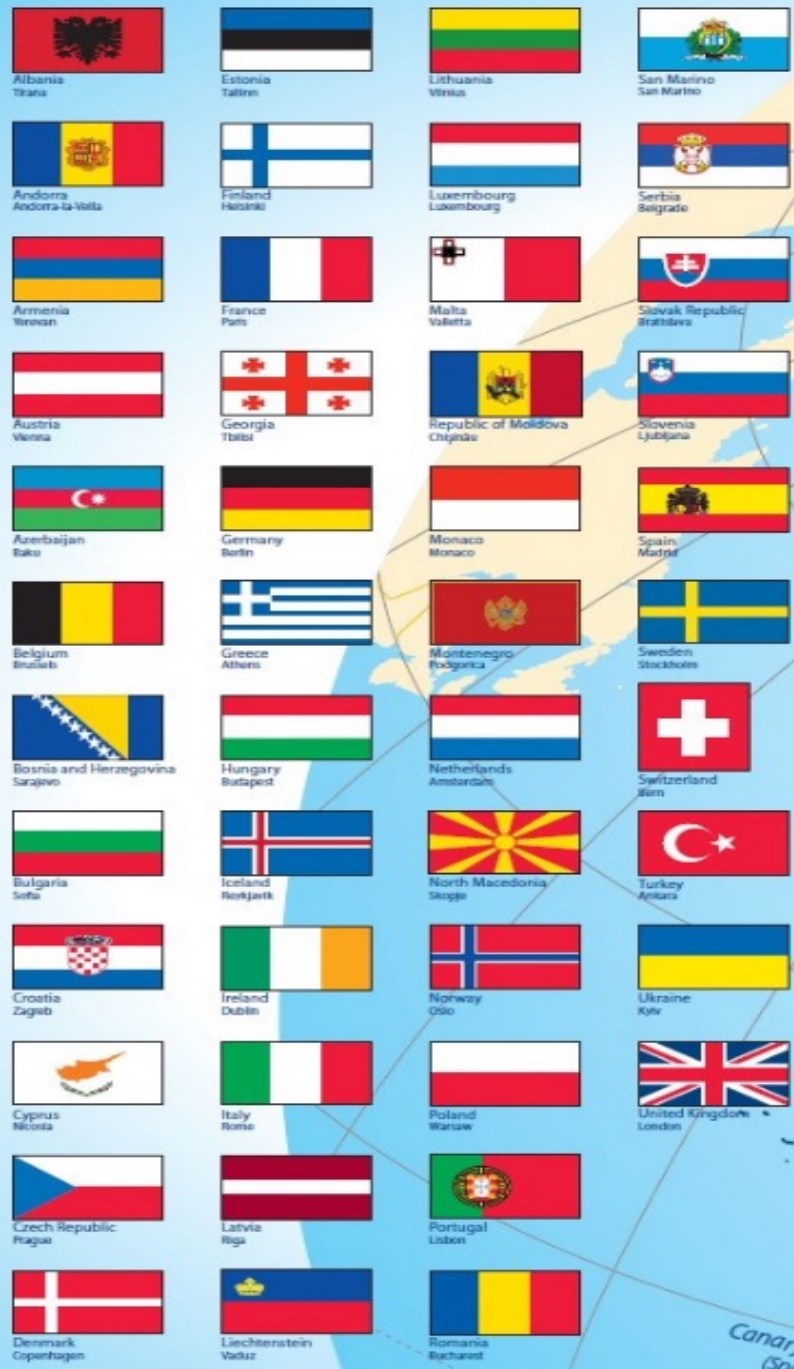 Albania
Tirana
Andorra
Andorra-la-Vella
Armenia
Yerevan
Austria
Vienna
Azerbaijan
Baku
Belgium
Brussels
Bosnia and Herzegovina
Sarajevo
Bulgaria
Sofia
Croatia
Zagreb
Cyprus
Nicosia
Czech Republic
Prague
Denmark
Copenhagen
Estonia
Tallinn
Finland
Helsinki
France
Paris
Georgia
Tbilisi
Germany
Berlin
Greece
Athens
Hungary
Budapest
Iceland
Reykjavik
Ireland
Dublin
Italy
Rome
Latvia
Riga
Liechtenstein
Vaduz
Lithuania
Vilnius
Luxembourg
Luxembourg
Malta
Valletta
Republic of Moldova
Chişinău
Monaco
Monaco
Montenegro
Podgorica
Netherlands
Amsterdam
North Macedonia
Skopje
Norway
Oslo
Poland
Warsaw
Portugal
Lisbon
Romania
Bucharest
San Marino
San Marino
Serbia
Belgrade
Slovak Republic
Bratislava
Slovenia
Ljubljana
Spain
Madrid
Sweden
Stockholm
Switzerland
Bern
Turkey
Ankara
Ukraine
Kyiv
United Kingdom
London